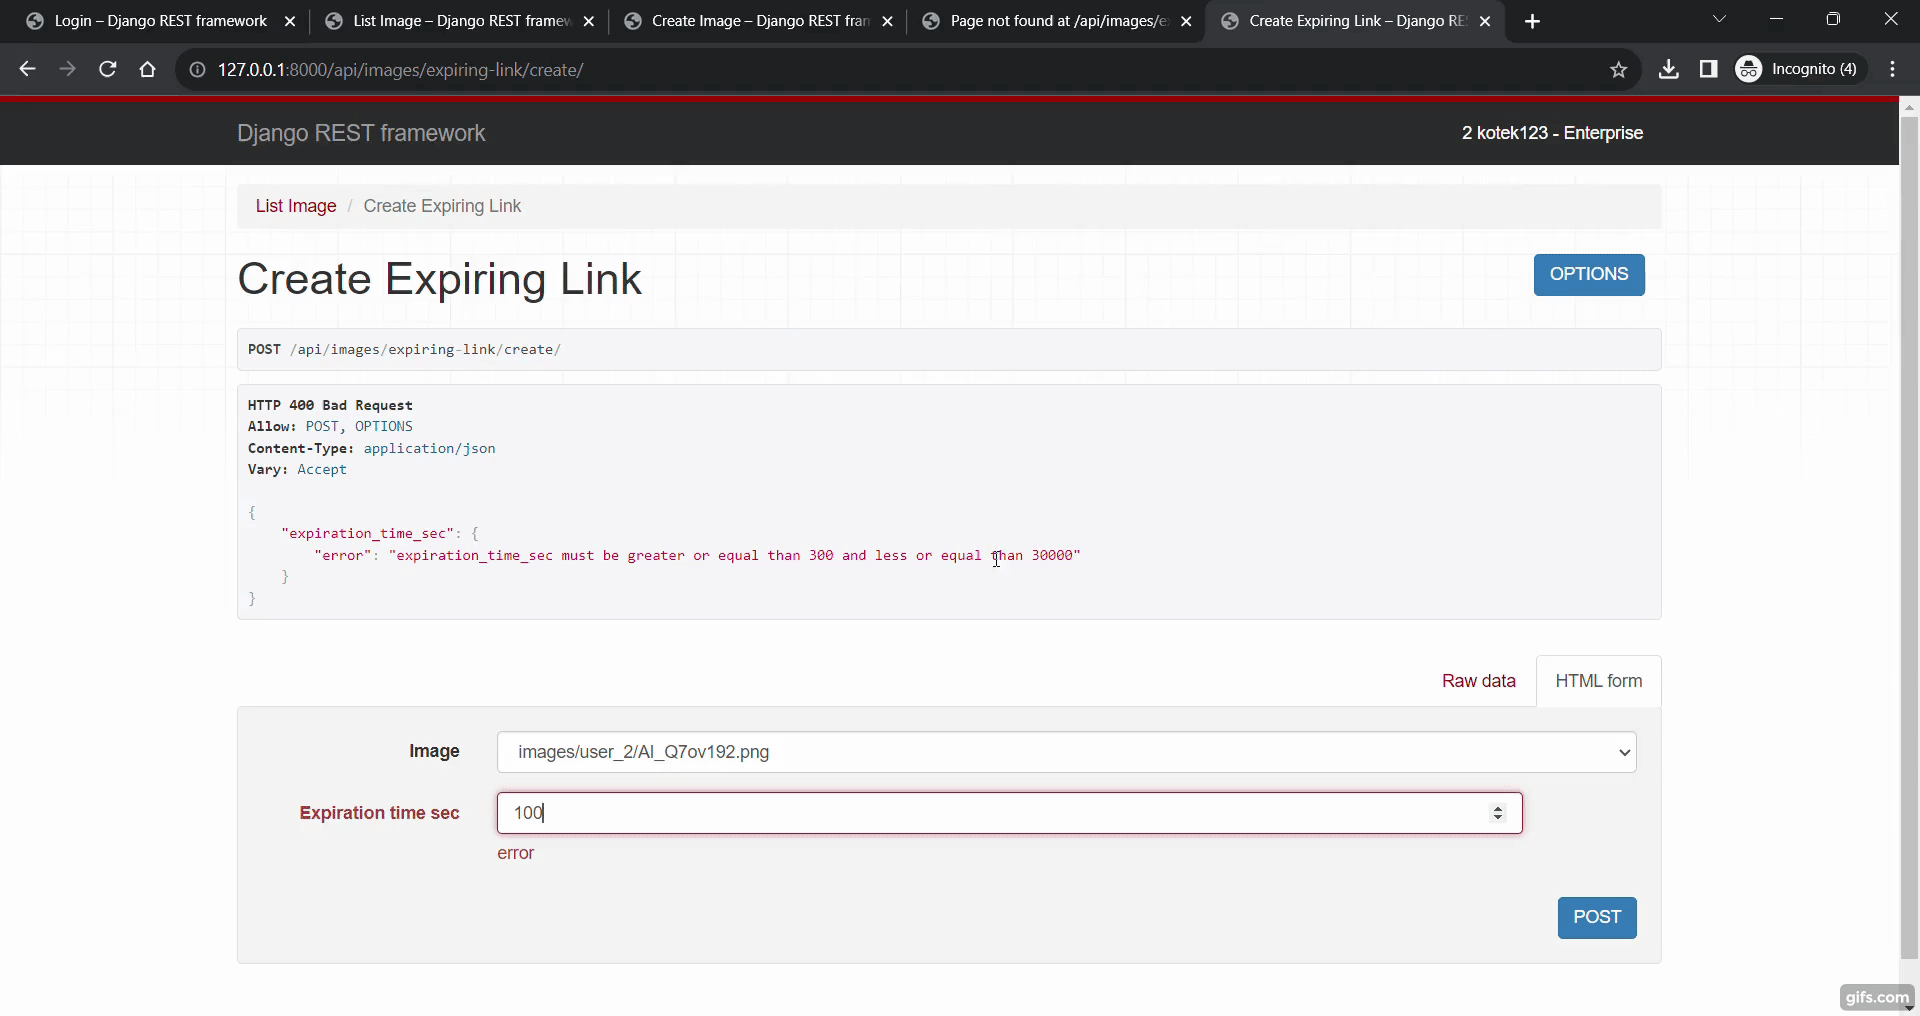 Login – Django REST framework
List Image – Django REST framew
Create Image – Django REST fran
Page not found at /api/images/e
Create Expiring Link – Django RE
127.0.0.1:8000/api/images/expiring-link/create/
Incognito (4)
Django REST framework
2 kotek123 - Enterprise
List Image / Create Expiring Link
Create Expiring Link
OPTIONS
POST /api/images/expiring-link/create/
HTTP 400 Bad Request
Allow: POST, OPTIONS
Content-Type: application/json
Vary: Accept
{
"expiration_time_sec": {
"error": "expiration_time_sec must be greater or equal than 300 and less or equal than 30000"
}
}
Raw data
HTML form
Image
images/user_2/AI_Q7ov192.png
Expiration time sec
100
error
POST
gifs.com